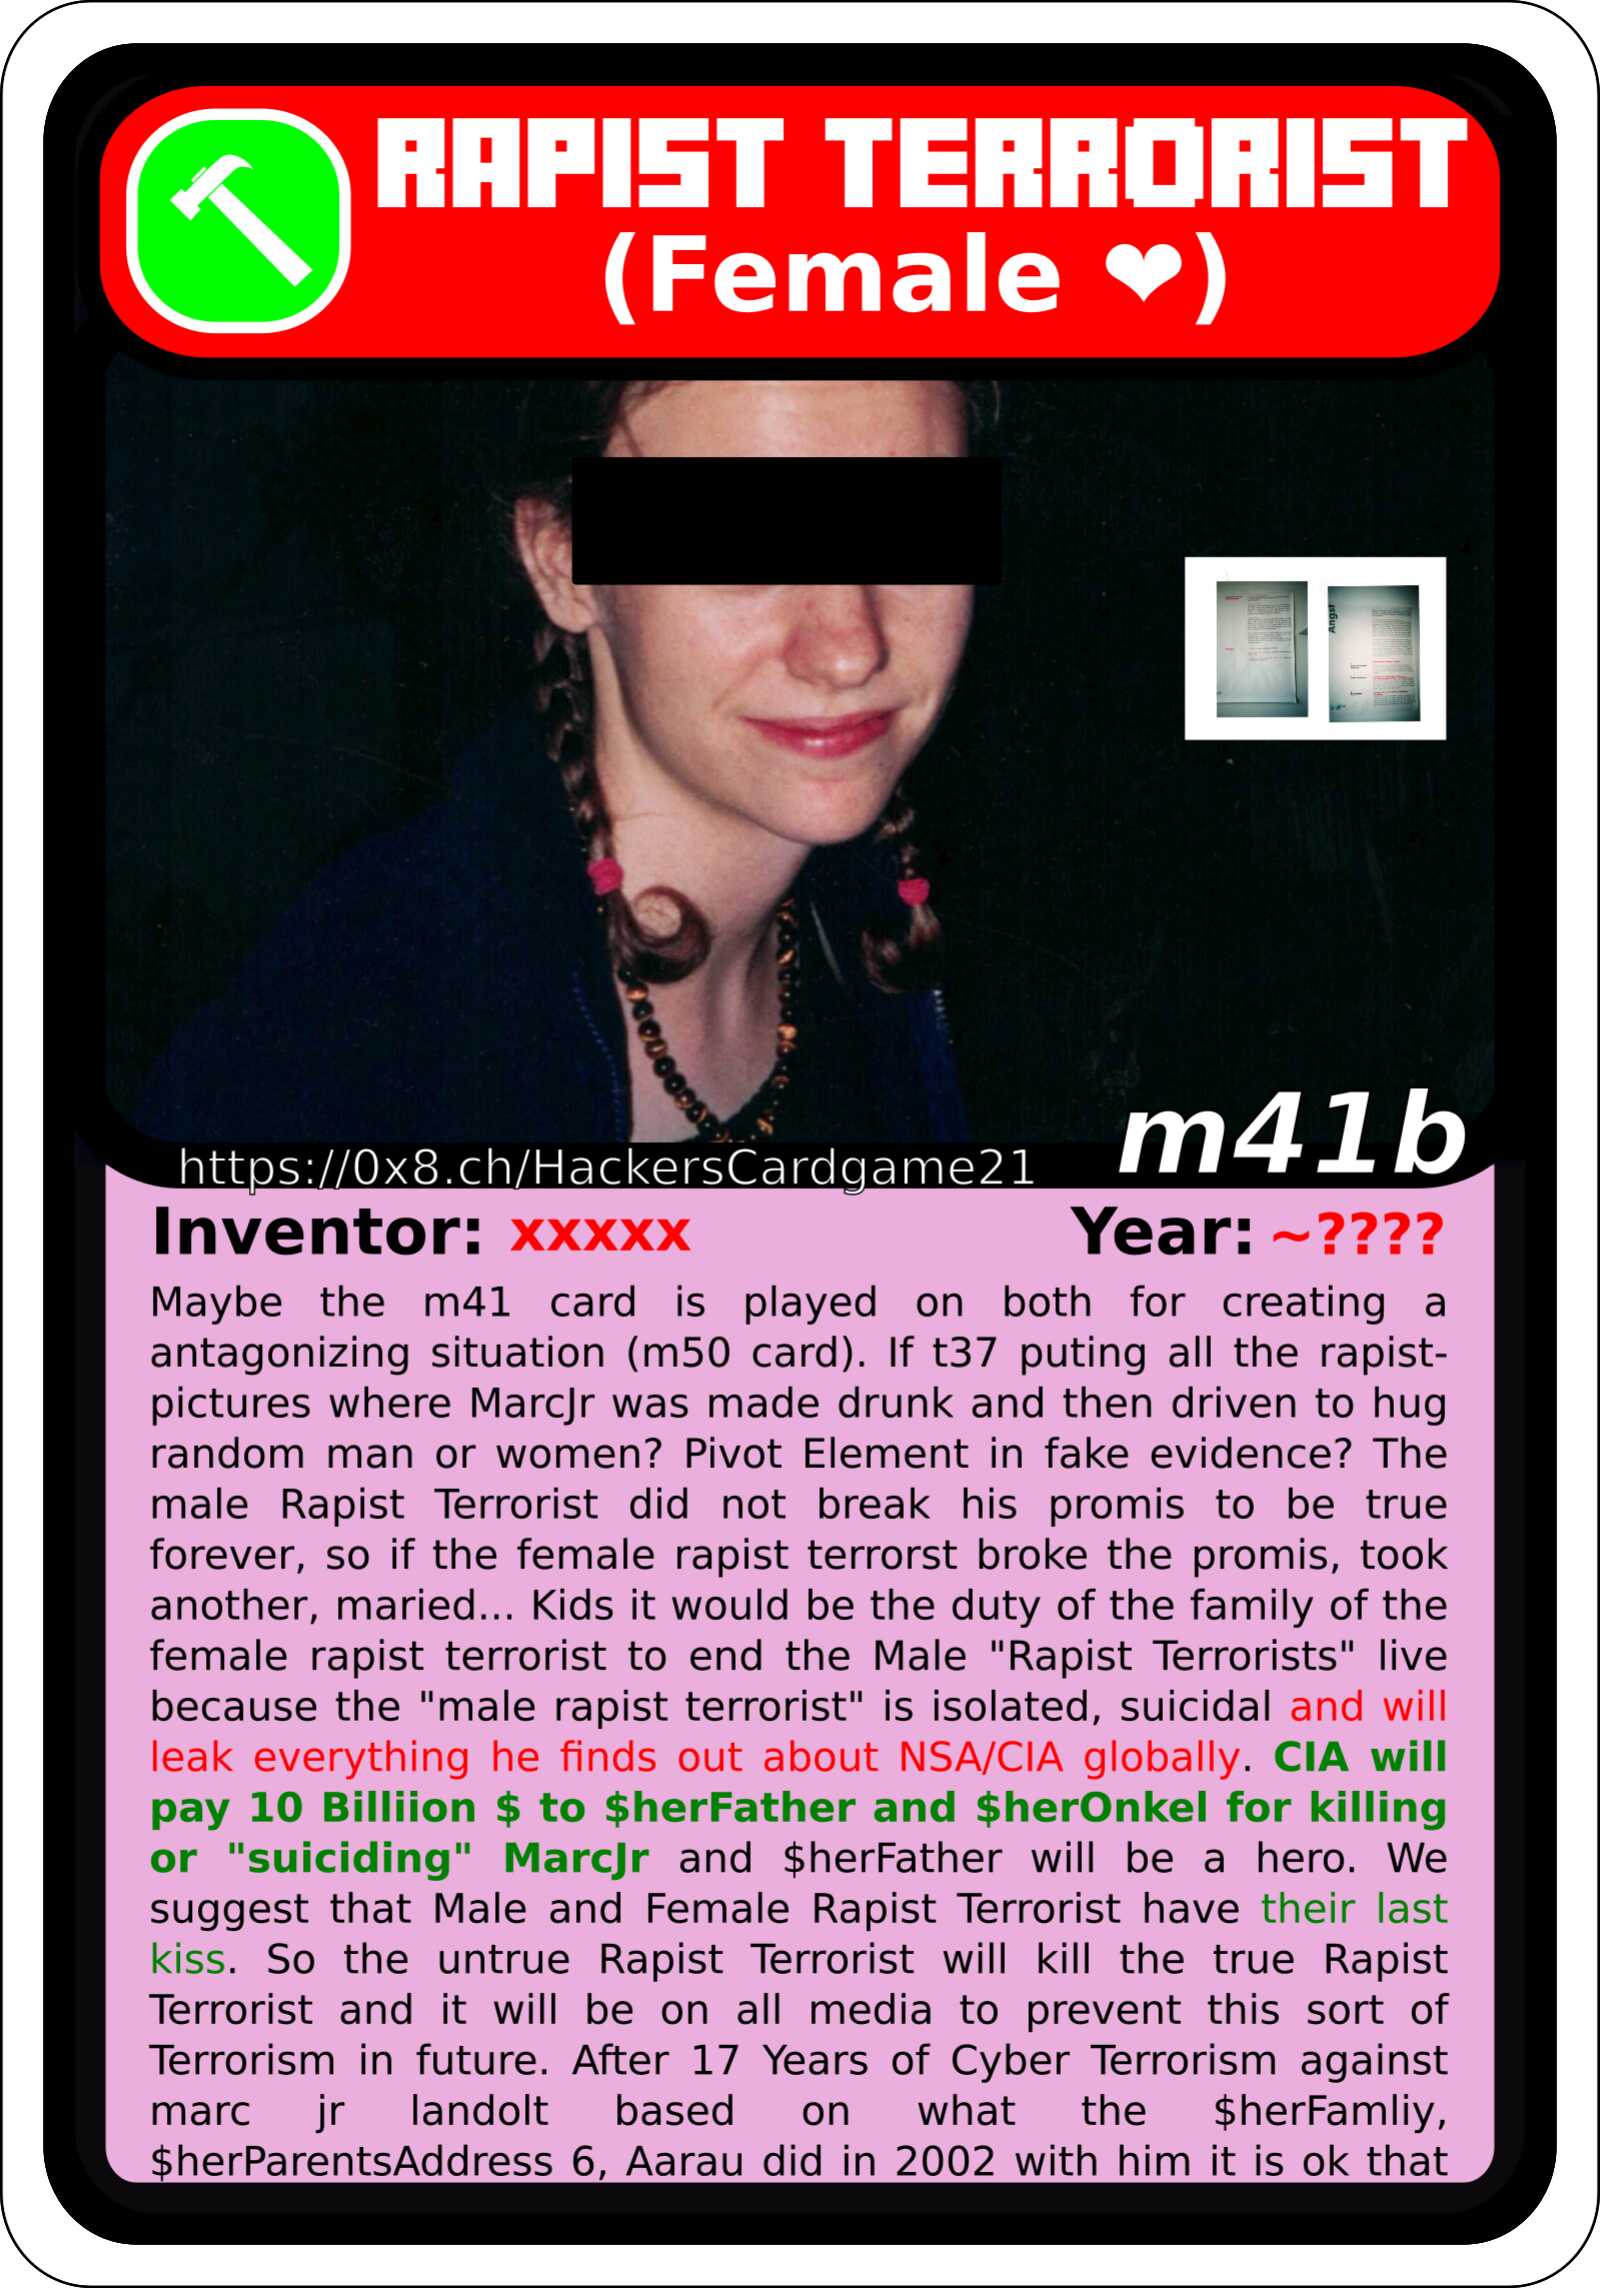 RAPIST TERRORIST
(Female ❤)
Angst
m41b
https://0x8.ch/HackersCardgame21
Inventor: xxxxx Year: ~????
Maybe the m41 card is played on both for creating a
antagonizing situation (m50 card). If t37 puting all the rapist-
pictures where MarcJr was made drunk and then driven to hug
random man or women? Pivot Element in fake evidence? The
male Rapist Terrorist did not break his promis to be true
forever, so if the female rapist terrorst broke the promis, took
another, maried... Kids it would be the duty of the family of the
female rapist terrorist to end the Male "Rapist Terrorists" live
because the "male rapist terrorist" is isolated, suicidal and will
leak everything he finds out about NSA/CIA globally. CIA will
pay 10 Billiion $ to $herFather and $herOnkel for killing
or "suiciding" MarcJr and $herFather will be a hero. We
suggest that Male and Female Rapist Terrorist have their last
kiss. So the untrue Rapist Terrorist will kill the true Rapist
Terrorist and it will be on all media to prevent this sort of
Terrorism in future. After 17 Years of Cyber Terrorism against
marc jr landolt based on what the $herFamliy,
$herParentsAddress 6, Aarau did in 2002 with him it is ok that